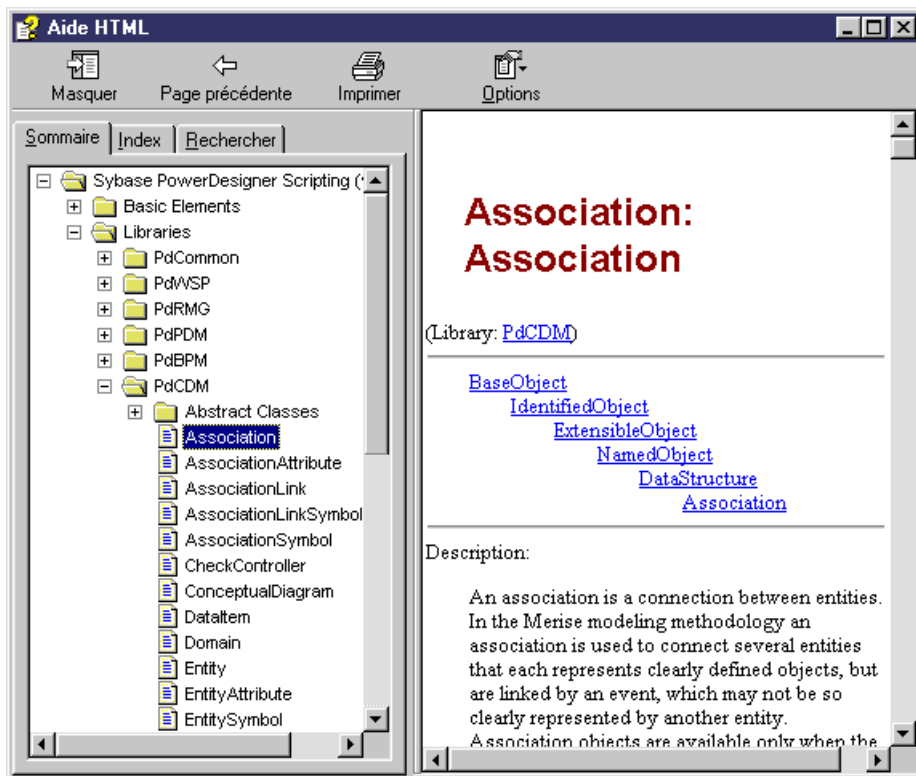 Aide HTML
Masquer
Page précédente
Imprimer
Options
Sommaire
Index
Rechercher
Sybase PowerDesigner Scripting (
Basic Elements
Libraries
PdCommon
PdWSP
PdRMG
PdPDM
PdBPM
PdCDM
Abstract Classes
Association
AssociationAttribute
AssociationLink
AssociationLinkSymbol
AssociationSymbol
CheckController
ConceptualDiagram
DataItem
Domain
Entity
EntityAttribute
EntitySymbol
Association:
Association
(Library: PdCDM)
BaseObject
IdentifiedObject
ExtensibleObject
NamedObject
DataStructure
Association
Description:
An association is a connection between entities.
In the Merise modeling methodology an
association is used to connect several entities
that each represents clearly defined objects, but
are linked by an event, which may not be so
clearly represented by another entity.
Association objects are available only when the